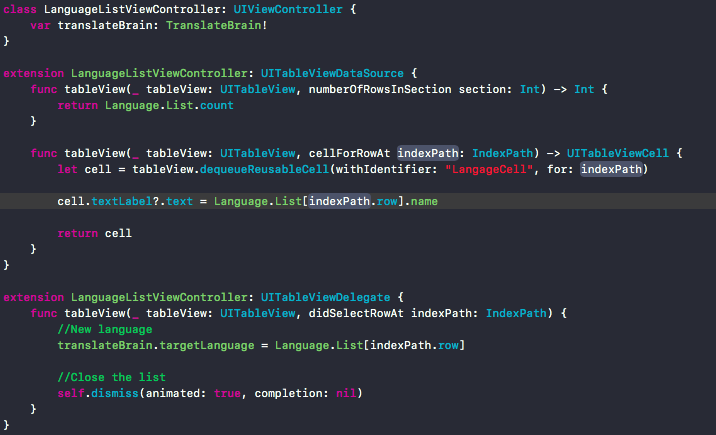 class LanguageListViewController: UIViewController {
var translateBrain: TranslateBrain!
}
extension LanguageListViewController: UITableViewDataSource {
func tableView(_ tableView: UITableView, numberOfRowsInSection section: Int) -> Int {
return Language.List.count
}
func tableView(_ tableView: UITableView, cellForRowAt indexPath: IndexPath) -> UITableViewCell {
let cell = tableView.dequeueReusableCell(withIdentifier: "LangageCell", for: indexPath)
cell.textLabel?.text = Language.List[indexPath.row].name
return cell
}
}
extension LanguageListViewController: UITableViewDelegate {
func tableView(_ tableView: UITableView, didSelectRowAt indexPath: IndexPath) {
//New language
translateBrain.targetLanguage = Language.List[indexPath.row]
//Close the list
self.dismiss(animated: true, completion: nil)
}
}